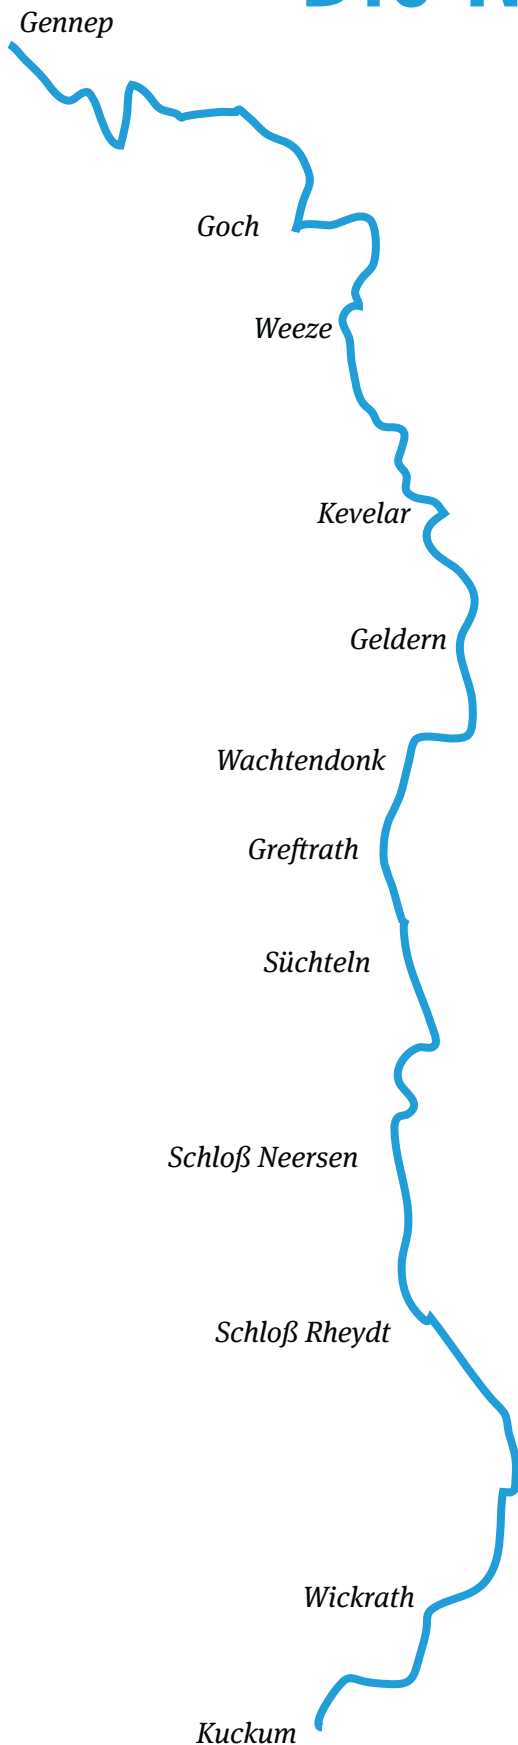 Gennep
Goch
Weeze
Kevelar
Geldern
Wachtendonk
Greftrath
Süchteln
Schloß Neersen
Schloß Rheydt
Wickrath
Kuckum